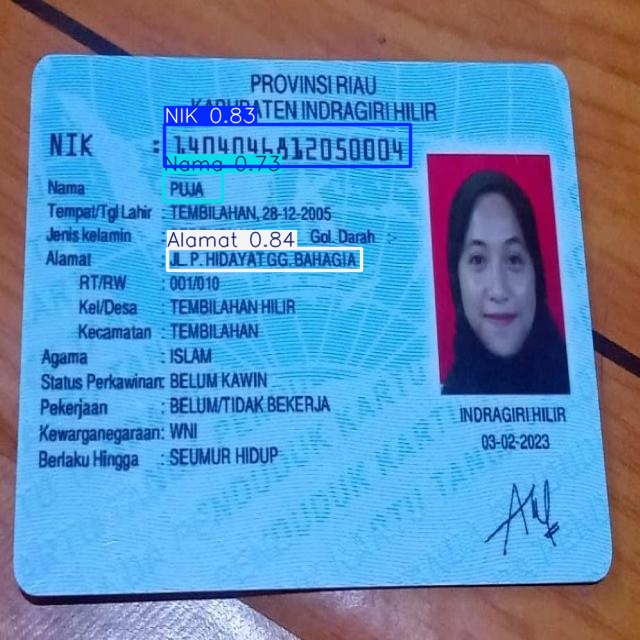 PROVINSI RIAU
KABUPATEN INDRAGIRI HILIR
NIK 0.83
NIK :
Nama 0.73
Nama : PUJA
Tempat/Tgl Lahir : TEMBILAHAN, 28-12-2005
Jenis kelamin Gol. Darah :
Alamat 0.84
Alamat : JL. P. HIDAYAT GG. BAHAGIA
RT/RW : 001/010
Kel/Desa : TEMBILAHAN HILIR
Kecamatan : TEMBILAHAN
Agama : ISLAM
Status Perkawinan: BELUM KAWIN
Pekerjaan : BELUM/TIDAK BEKERJA
Kewarganegaraan: WNI
Berlaku Hingga : SEUMUR HIDUP
INDRAGIRI HILIR
03-02-2023